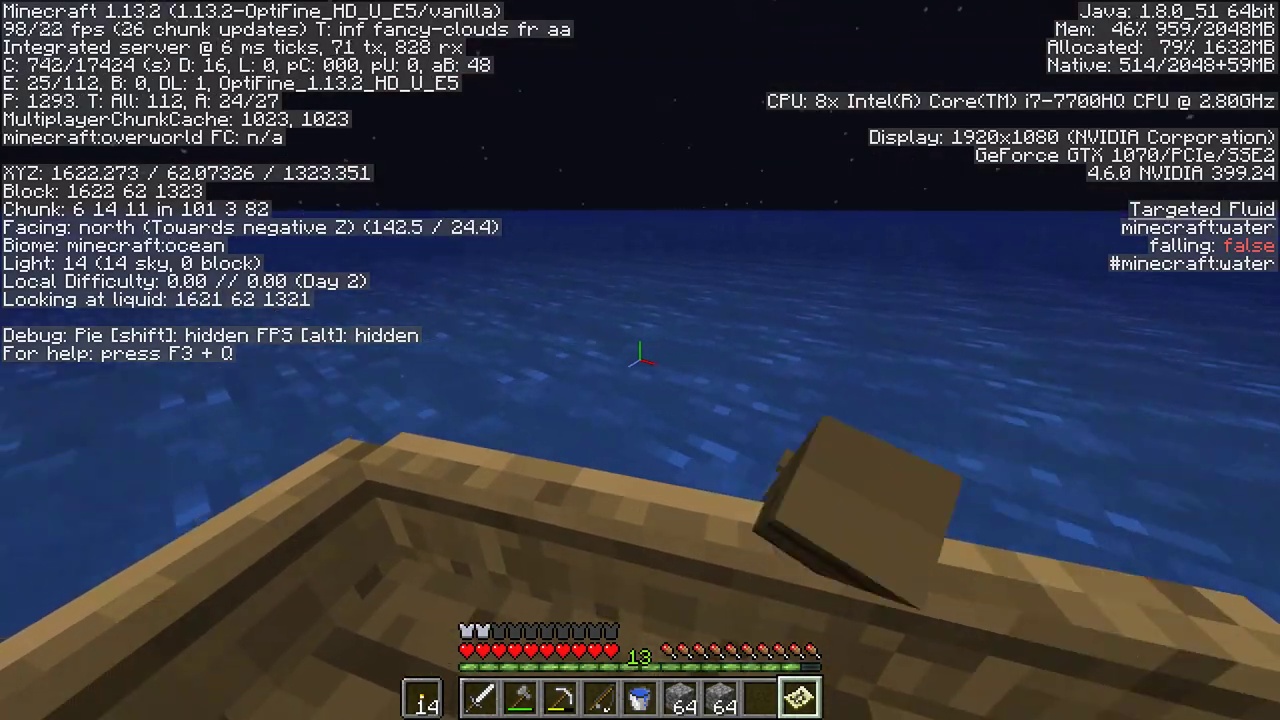 Minecraft 1.13.2 (1.13.2-OptiFine_HD_U_E5/vanilla)
98/22 fps (26 chunk updates) T: inf fancy-clouds fr aa
Integrated server @ 6 ms ticks, 71 tx, 828 rx
C: 742/17424 (s) D: 16, L: 0, pC: 000, pU: 0, aB: 48
E: 25/112, B: 0, DL: 1, OptiFine_1.13.2_HD_U_E5
P: 1293. T: All: 112, A: 24/27
MultiplayerChunkCache: 1023, 1023
minecraft:overworld FC: n/a
XYZ: 1622.273 / 62.07326 / 1323.351
Block: 1622 62 1323
Chunk: 6 14 11 in 101 3 82
Facing: north (Towards negative Z) (142.5 / 24.4)
Biome: minecraft:ocean
Light: 14 (14 sky, 0 block)
Local Difficulty: 0.00 // 0.00 (Day 2)
Looking at liquid: 1621 62 1321
Debug: Pie [shift]: hidden FPS [alt]: hidden
For help: press F3 + Q
Java: 1.8.0_51 64bit
Mem: 46% 959/2048MB
Allocated: 79% 1632MB
Native: 514/2048+59MB
CPU: 8x Intel(R) Core(TM) i7-7700HQ CPU @ 2.80GHz
Display: 1920x1080 (NVIDIA Corporation)
GeForce GTX 1070/PCIe/SSE2
4.6.0 NVIDIA 399.24
Targeted Fluid
minecraft:water
falling: false
#minecraft:water
13
14
64
64